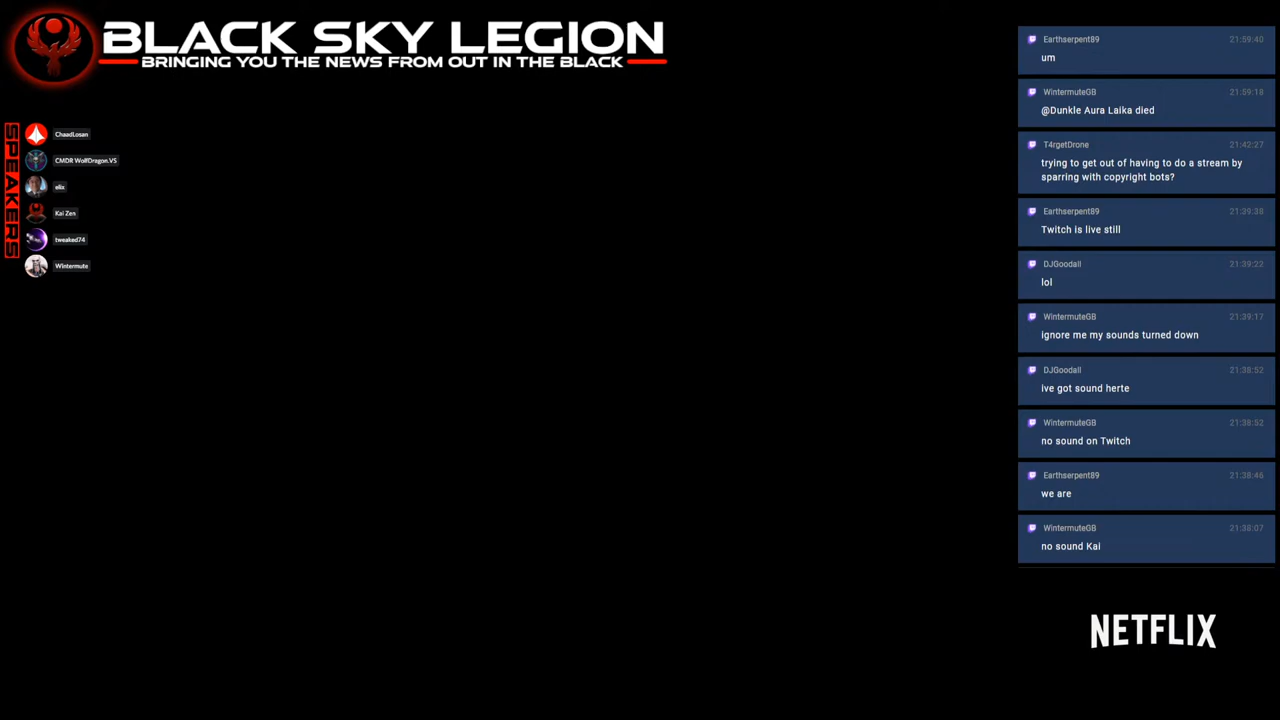 BLACK SKY LEGION
BRINGING YOU THE NEWS FROM OUT IN THE BLACK
SPEAKERS
ChaadLosan
CMDR WolfDragon.VS
elix
Kai Zen
tweaked74
Wintermute
Earthserpent89 21:59:40
um
WintermuteGB 21:59:18
@Dunkle Aura Laika died
T4rgetDrone 21:42:27
trying to get out of having to do a stream by
sparring with copyright bots?
Earthserpent89 21:39:38
Twitch is live still
DJGoodall 21:39:22
lol
WintermuteGB 21:39:17
ignore me my sounds turned down
DJGoodall 21:38:52
ive got sound herte
WintermuteGB 21:38:52
no sound on Twitch
Earthserpent89 21:38:46
we are
WintermuteGB 21:38:07
no sound Kai
NETFLIX